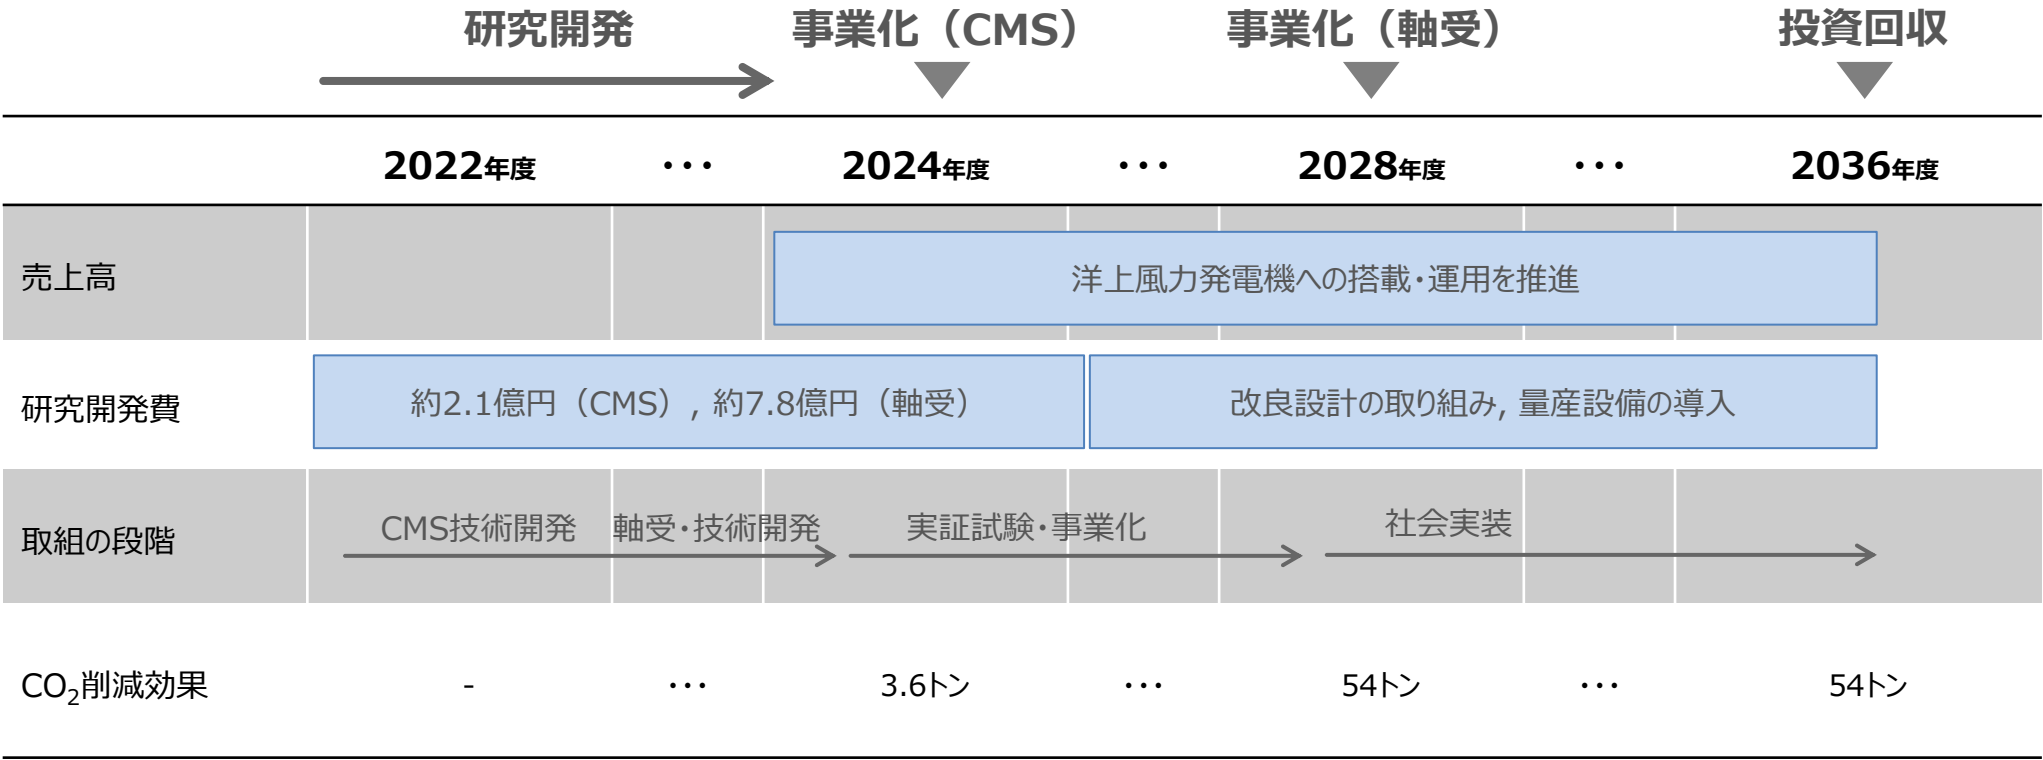 研究開発 事業化（CMS） 事業化（軸受） 投資回収
2022年度 ・・・ 2024年度 ・・・ 2028年度 ・・・ 2036年度
売上高 洋上風力発電機への搭載・運用を推進
研究開発費 約2.1億円（CMS）, 約7.8億円（軸受） 改良設計の取り組み, 量産設備の導入
取組の段階 CMS技術開発 軸受・技術開発 実証試験・事業化 社会実装
CO₂削減効果 - ・・・ 3.6トン ・・・ 54トン ・・・ 54トン